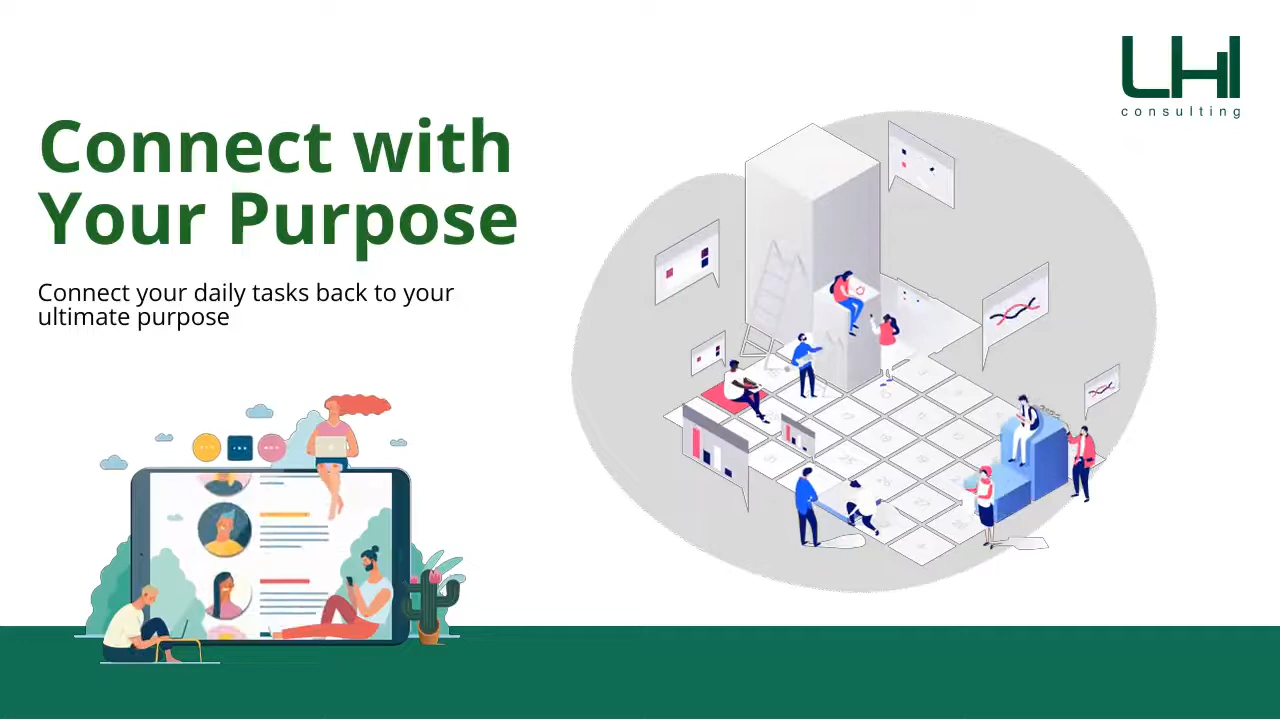 LHI
consulting
Connect with
Your Purpose
Connect your daily tasks back to your
ultimate purpose